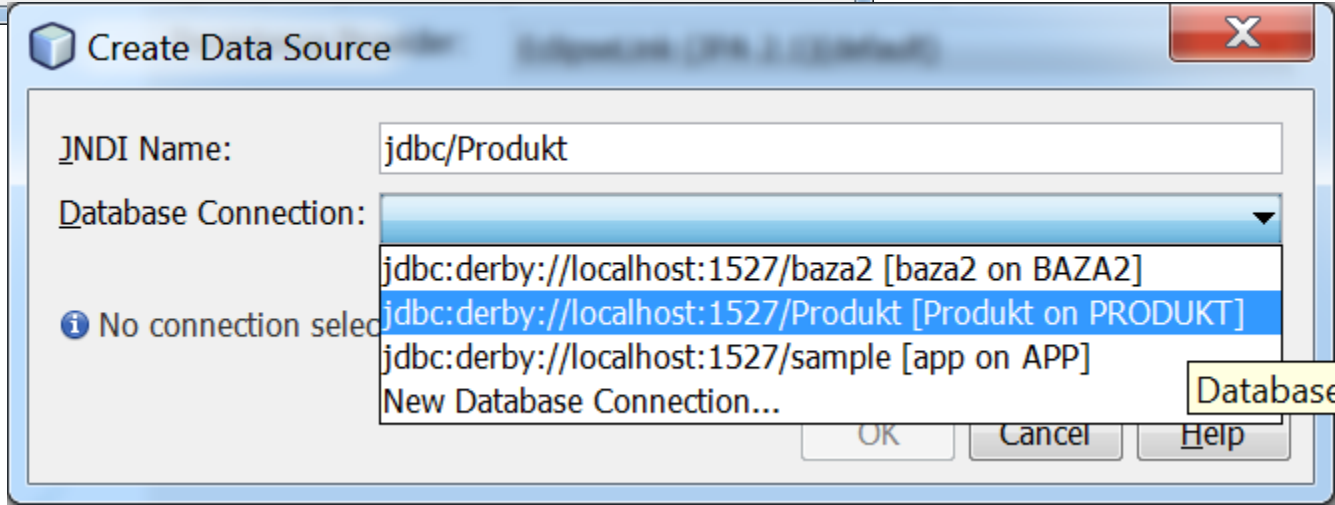 Create Data Source
JNDI Name:
jdbc/Produkt
Database Connection:
jdbc:derby://localhost:1527/baza2 [baza2 on BAZA2]
jdbc:derby://localhost:1527/Produkt [Produkt on PRODUKT]
jdbc:derby://localhost:1527/sample [app on APP]
New Database Connection...
No connection selec
Database
OK
Cancel
Help